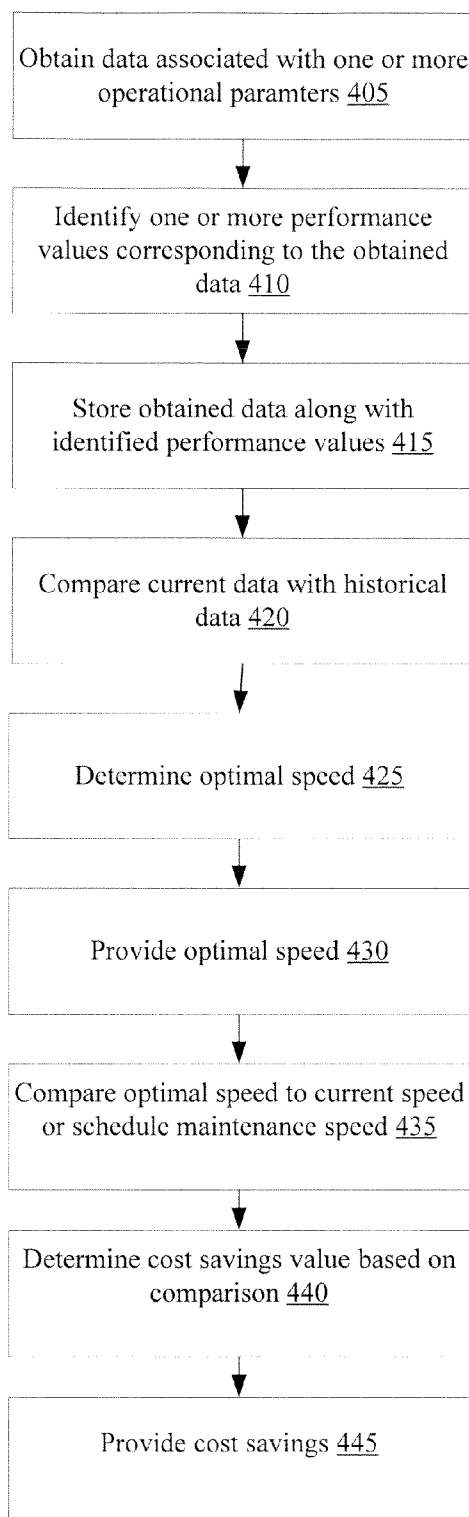 Obtain data associated with one or more
operational paramters 405
Identify one or more performance
values corresponding to the obtained
data 410
Store obtained data along with
identified performance values 415
Compare current data with historical
data 420
Determine optimal speed 425
Provide optimal speed 430
Compare optimal speed to current speed
or schedule maintenance speed 435
Determine cost savings value based on
comparison 440
Provide cost savings 445